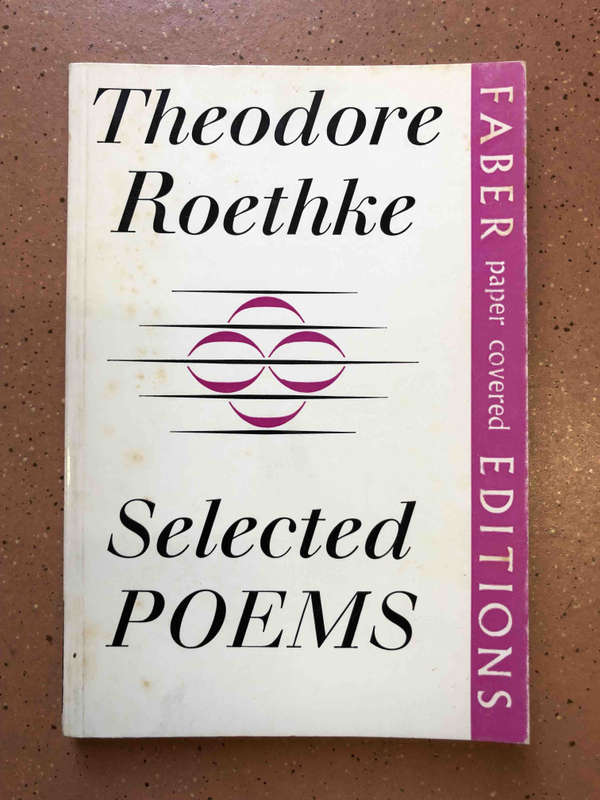 Theodore
Roethke
Selected
POEMS
FABER paper covered EDITIONS